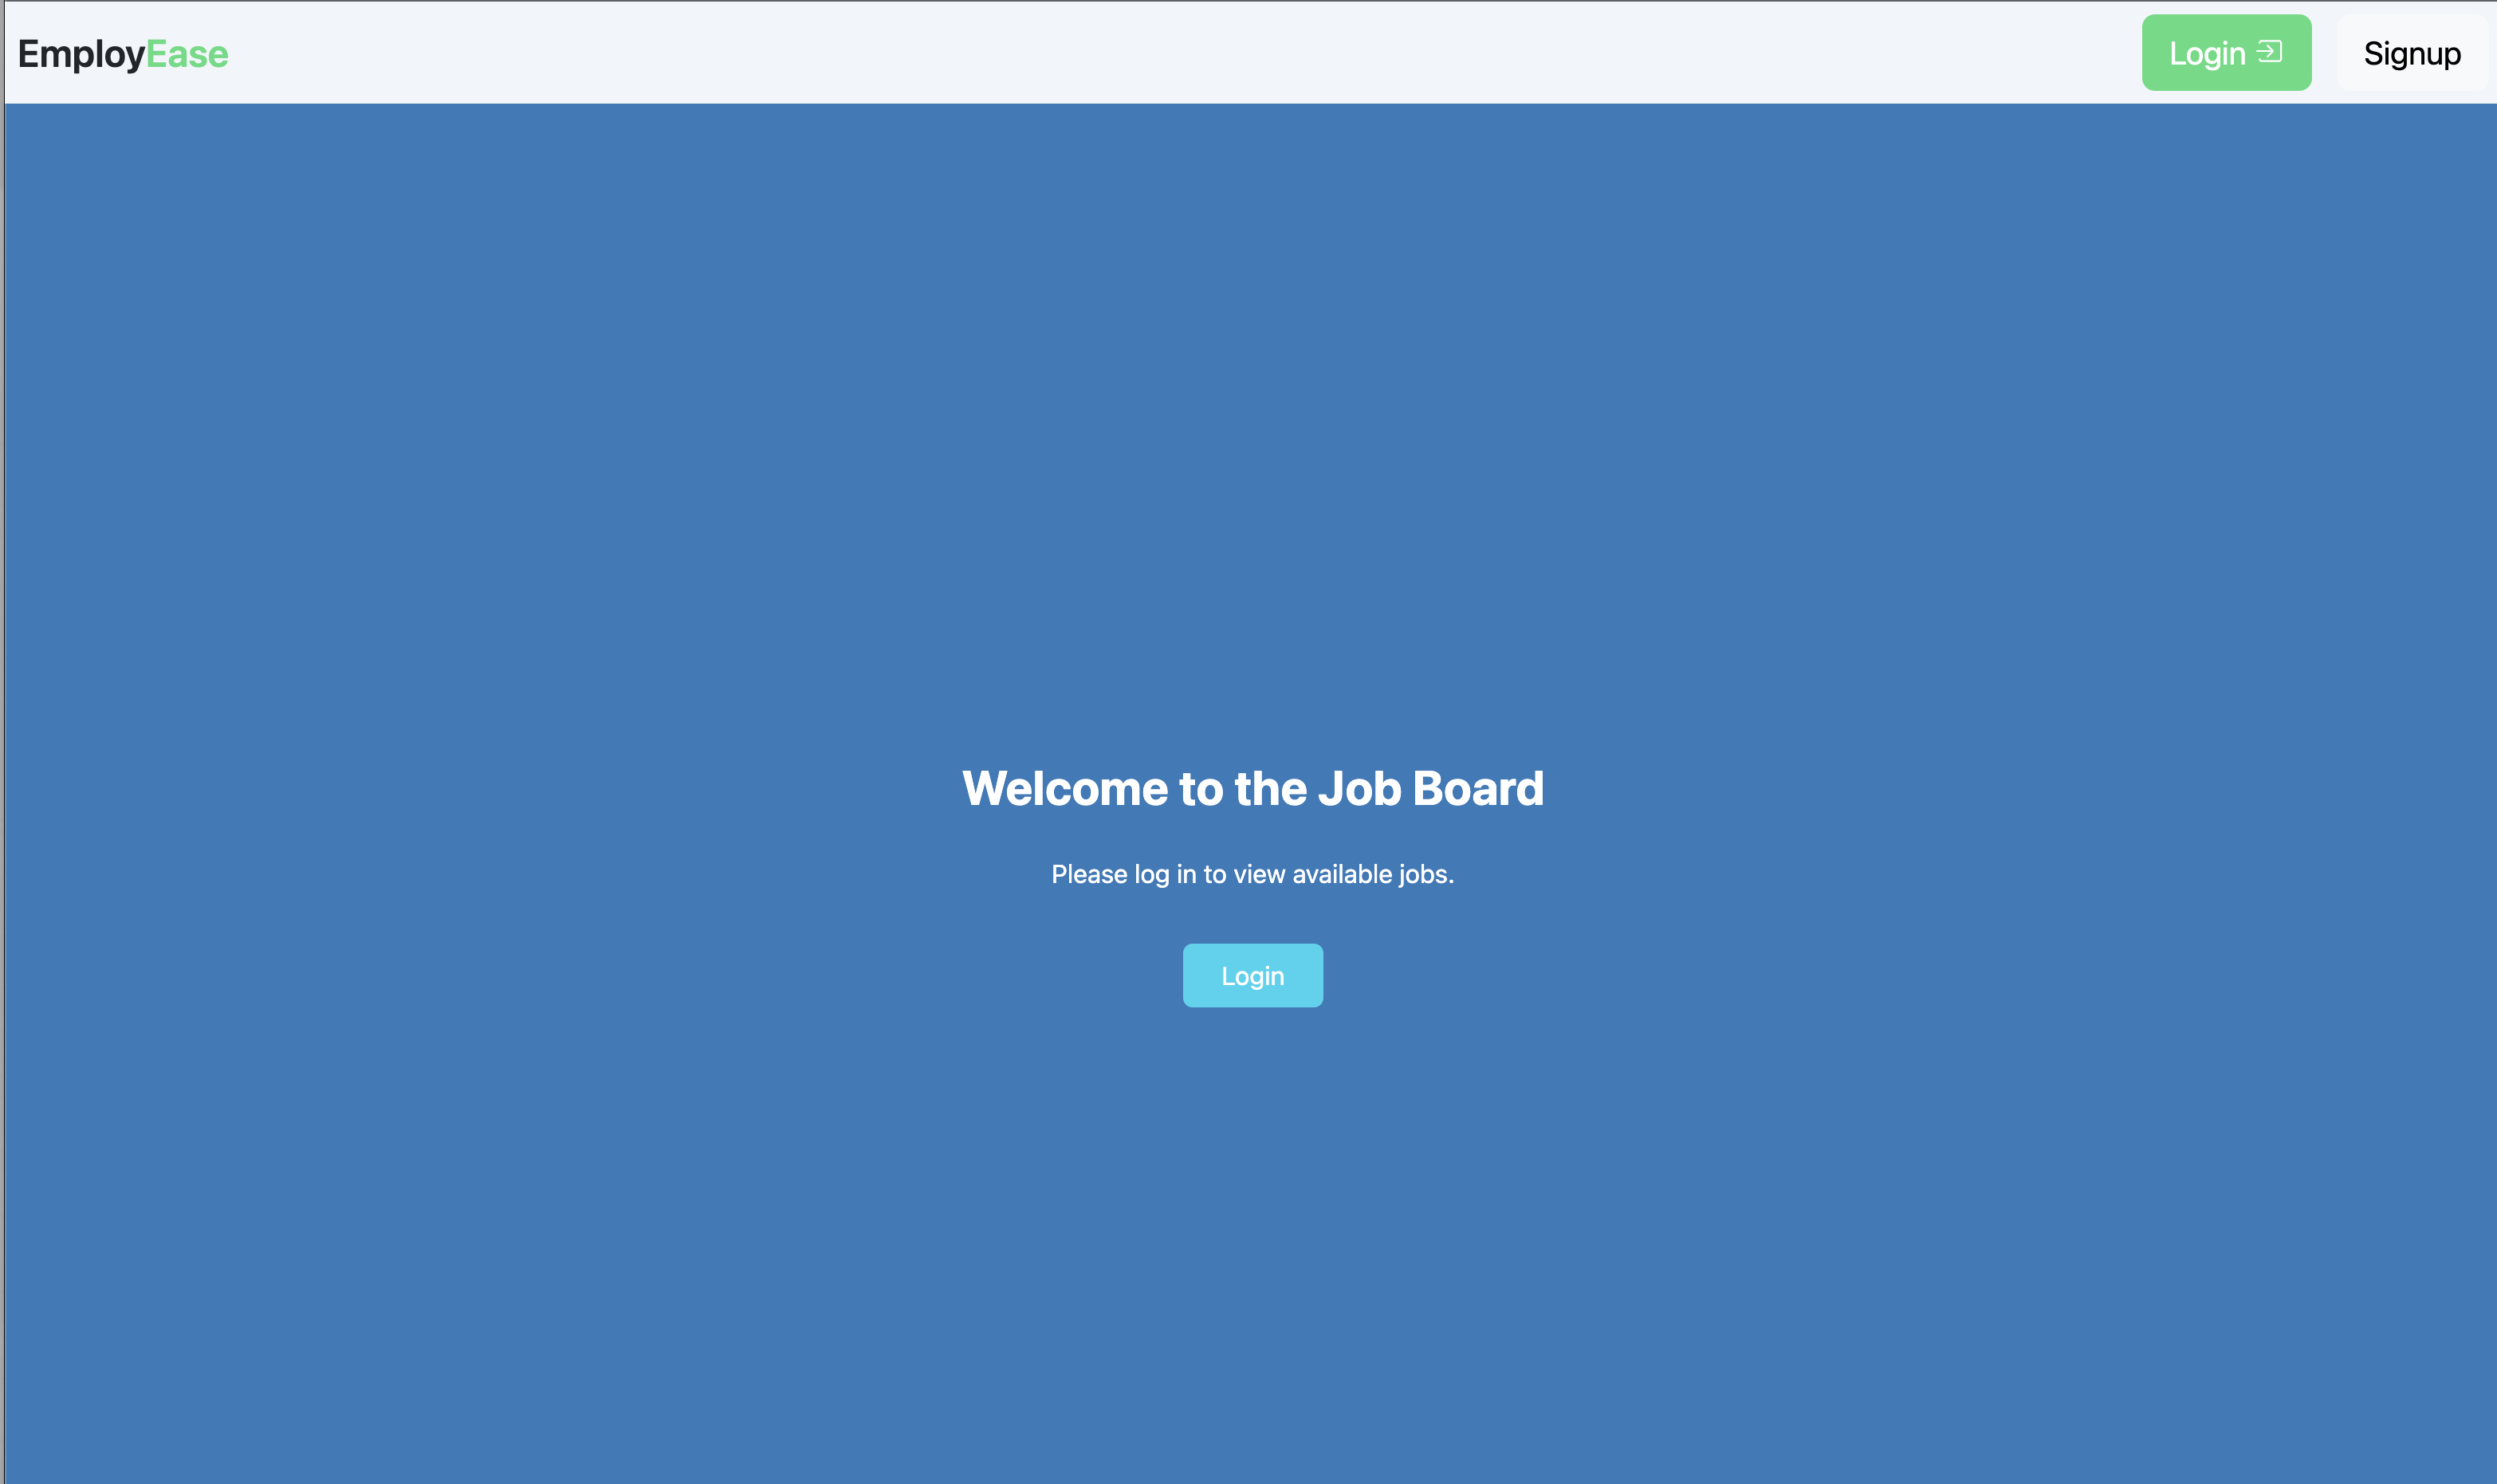 EmployEase
Login
Signup
Welcome to the Job Board
Please log in to view available jobs.
Login